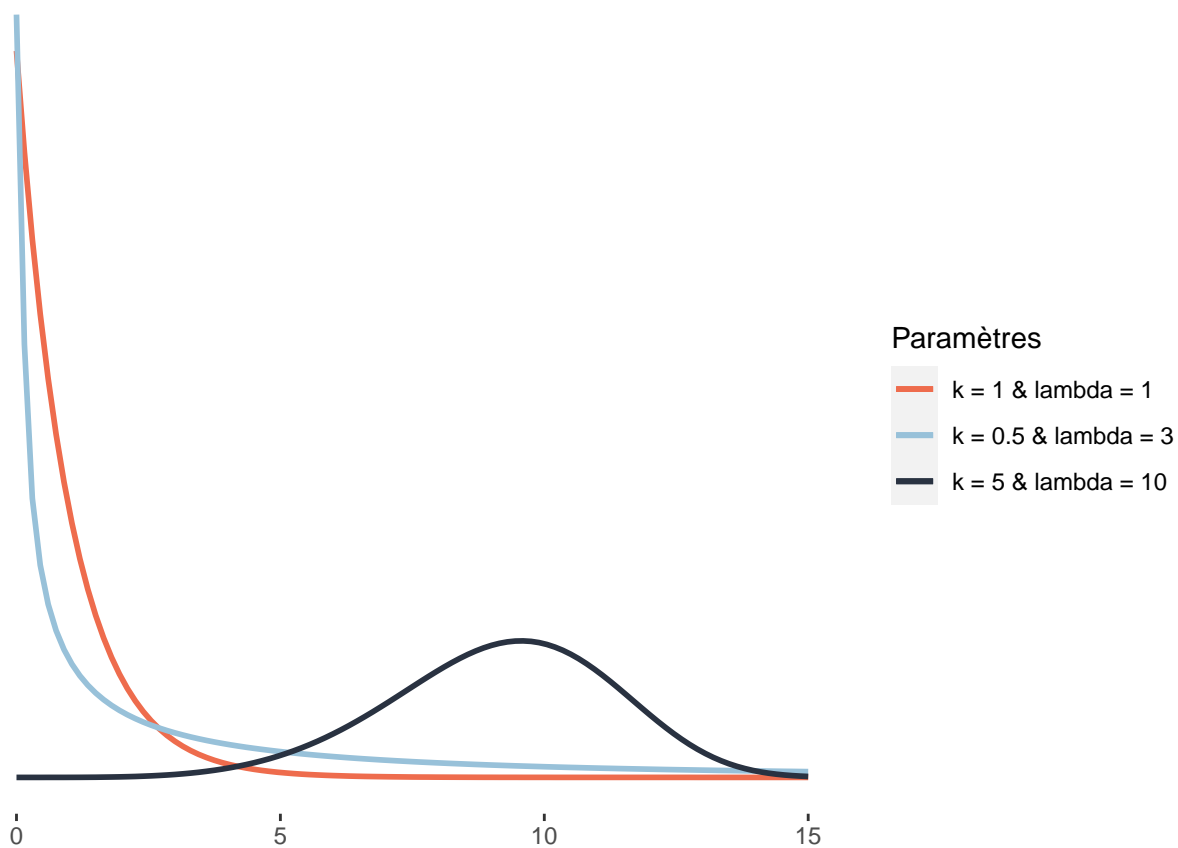 Paramètres
k = 1 & lambda = 1
k = 0.5 & lambda = 3
k = 5 & lambda = 10
0 5 10 15